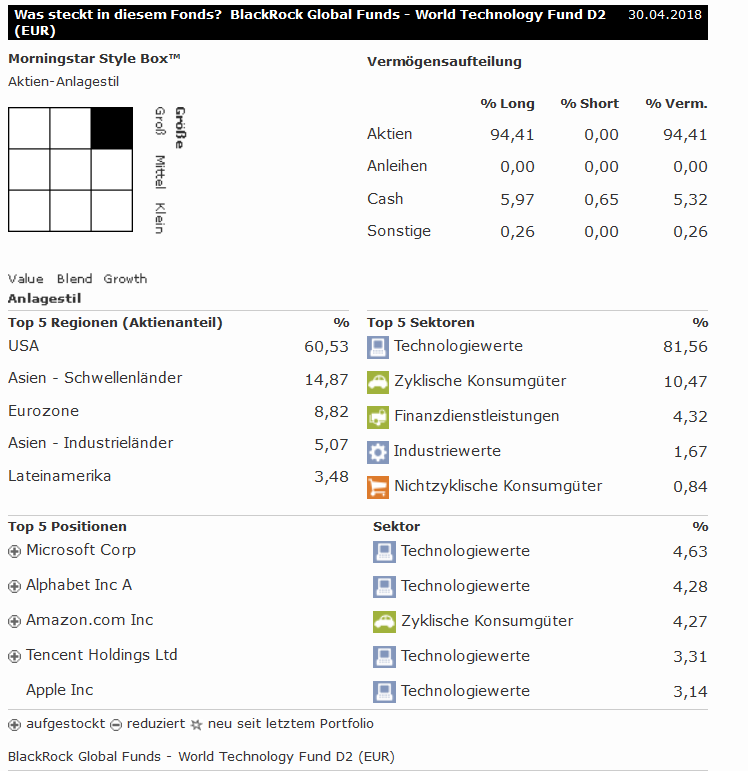 Was steckt in diesem Fonds?  BlackRock Global Funds - World Technology Fund D2 (EUR) 30.04.2018
Morningstar Style Box™
Aktien-Anlagestil
Größe
Groß Mittel Klein
Value Blend Growth
Anlagestil
Vermögensaufteilung
% Long % Short % Verm.
Aktien 94,41 0,00 94,41
Anleihen 0,00 0,00 0,00
Cash 5,97 0,65 5,32
Sonstige 0,26 0,00 0,26
Top 5 Regionen (Aktienanteil) %
USA 60,53
Asien - Schwellenländer 14,87
Eurozone 8,82
Asien - Industrieländer 5,07
Lateinamerika 3,48
Top 5 Sektoren %
Technologiewerte 81,56
Zyklische Konsumgüter 10,47
Finanzdienstleistungen 4,32
Industriewerte 1,67
Nichtzyklische Konsumgüter 0,84
Top 5 Positionen Sektor %
Microsoft Corp Technologiewerte 4,63
Alphabet Inc A Technologiewerte 4,28
Amazon.com Inc Zyklische Konsumgüter 4,27
Tencent Holdings Ltd Technologiewerte 3,31
Apple Inc Technologiewerte 3,14
aufgestockt reduziert neu seit letztem Portfolio
BlackRock Global Funds - World Technology Fund D2 (EUR)